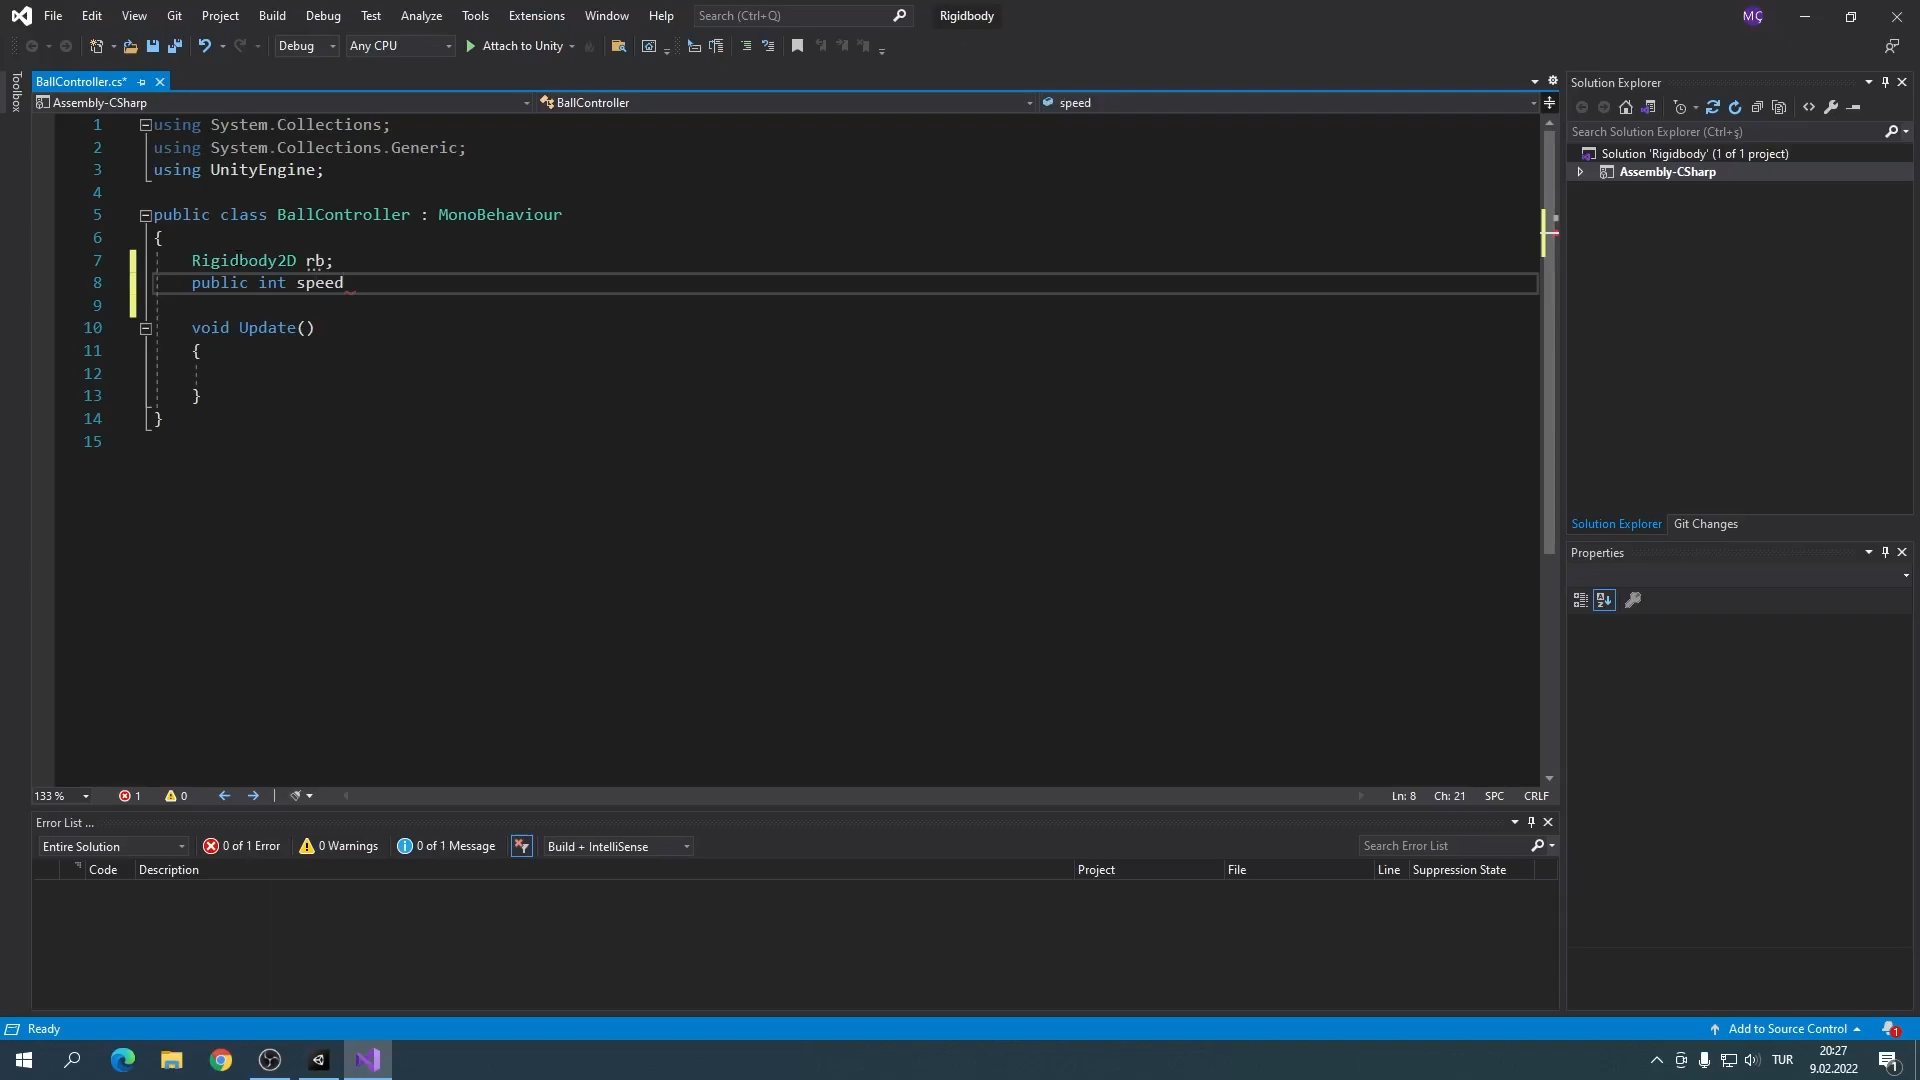 File Edit View Git Project Build Debug Test Analyze Tools Extensions Window Help Search (Ctrl+Q) Rigidbody MÇ
Debug Any CPU Attach to Unity
Toolbox
BallController.cs*
Assembly-CSharp BallController speed
1 using System.Collections;
2 using System.Collections.Generic;
3 using UnityEngine;
4
5 public class BallController : MonoBehaviour
6 {
7 Rigidbody2D rb;
8 public int speed
9
10 void Update()
11 {
12
13 }
14 }
15
133 % 1 0 Ln: 8 Ch: 21 SPC CRLF
Error List ...
Entire Solution 0 of 1 Error 0 Warnings 0 of 1 Message Build + IntelliSense Search Error List
Code Description Project File Line Suppression State
Solution Explorer
Search Solution Explorer (Ctrl+ş)
Solution 'Rigidbody' (1 of 1 project)
Assembly-CSharp
Solution Explorer Git Changes
Properties
Ready Add to Source Control 1
TUR 20:27 1
9.02.2022